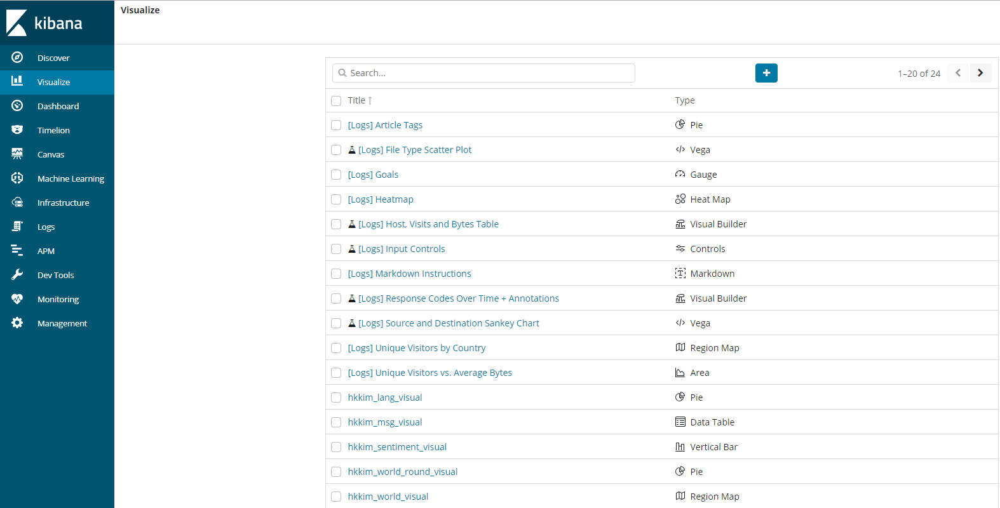 kibana
Visualize
Discover
Visualize
Dashboard
Timelion
Canvas
Machine Learning
Infrastructure
Logs
APM
Dev Tools
Monitoring
Management
Search...
1–20 of 24
Title Type
[Logs] Article Tags Pie
[Logs] File Type Scatter Plot Vega
[Logs] Goals Gauge
[Logs] Heatmap Heat Map
[Logs] Host, Visits and Bytes Table Visual Builder
[Logs] Input Controls Controls
[Logs] Markdown Instructions Markdown
[Logs] Response Codes Over Time + Annotations Visual Builder
[Logs] Source and Destination Sankey Chart Vega
[Logs] Unique Visitors by Country Region Map
[Logs] Unique Visitors vs. Average Bytes Area
hkkim_lang_visual Pie
hkkim_msg_visual Data Table
hkkim_sentiment_visual Vertical Bar
hkkim_world_round_visual Pie
hkkim_world_visual Region Map